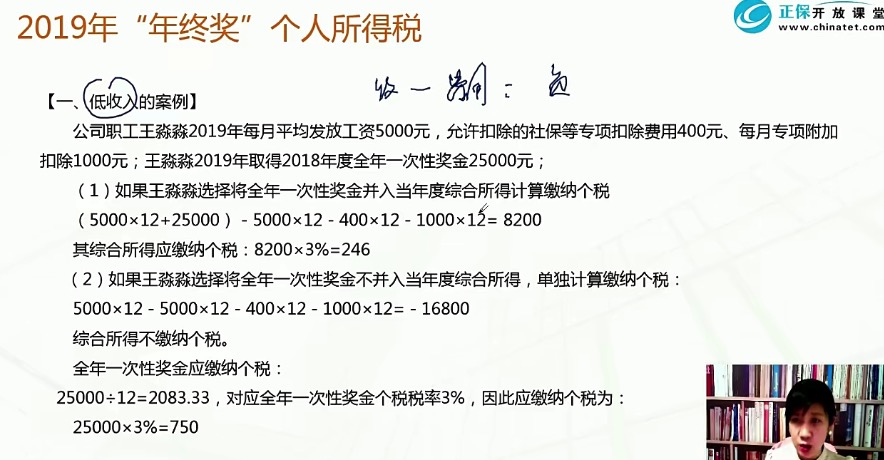 2019年“年终奖”个人所得税
正保开放课堂
www.chinatet.com
收一费用：负
【一、低收入的案例】
公司职工王淼淼2019年每月平均发放工资5000元，允许扣除的社保等专项扣除费用400元、每月专项附加
扣除1000元；王淼淼2019年取得2018年度全年一次性奖金25000元；
（1）如果王淼淼选择将全年一次性奖金并入当年度综合所得计算缴纳个税
（5000×12+25000）- 5000×12 - 400×12 - 1000×12= 8200
其综合所得应缴纳个税：8200×3%=246
（2）如果王淼淼选择将全年一次性奖金不并入当年度综合所得，单独计算缴纳个税：
5000×12 - 5000×12 - 400×12 - 1000×12= - 16800
综合所得不缴纳个税。
全年一次性奖金应缴纳个税：
25000÷12=2083.33，对应全年一次性奖金个税税率3%，因此应缴纳个税为：
25000×3%=750